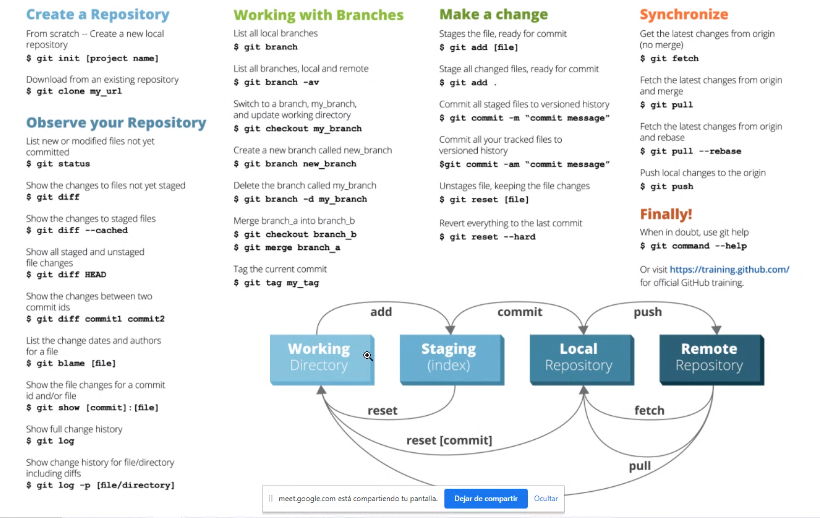 Create a Repository
From scratch -- Create a new local
repository
$ git init [project name]
Download from an existing repository
$ git clone my_url
Observe your Repository
List new or modified files not yet
committed
$ git status
Show the changes to files not yet staged
$ git diff
Show the changes to staged files
$ git diff --cached
Show all staged and unstaged
file changes
$ git diff HEAD
Show the changes between two
commit ids
$ git diff commit1 commit2
List the change dates and authors
for a file
$ git blame [file]
Show the file changes for a commit
id and/or file
$ git show [commit]:[file]
Show full change history
$ git log
Show change history for file/directory
including diffs
$ git log -p [file/directory]
Working with Branches
List all local branches
$ git branch
List all branches, local and remote
$ git branch -av
Switch to a branch, my_branch,
and update working directory
$ git checkout my_branch
Create a new branch called new_branch
$ git branch new_branch
Delete the branch called my_branch
$ git branch -d my_branch
Merge branch_a into branch_b
$ git checkout branch_b
$ git merge branch_a
Tag the current commit
$ git tag my_tag
Make a change
Stages the file, ready for commit
$ git add [file]
Stage all changed files, ready for commit
$ git add .
Commit all staged files to versioned history
$ git commit -m “commit message”
Commit all your tracked files to
versioned history
$git commit -am “commit message”
Unstages file, keeping the file changes
$ git reset [file]
Revert everything to the last commit
$ git reset --hard
Synchronize
Get the latest changes from origin
(no merge)
$ git fetch
Fetch the latest changes from origin
and merge
$ git pull
Fetch the latest changes from origin
and rebase
$ git pull --rebase
Push local changes to the origin
$ git push
Finally!
When in doubt, use git help
$ git command --help
Or visit https://training.github.com/
for official GitHub training.
add
commit
push
Working
Directory
Staging
(index)
Local
Repository
Remote
Repository
reset
fetch
reset [commit]
pull
meet.google.com está compartiendo tu pantalla.
Dejar de compartir
Ocultar